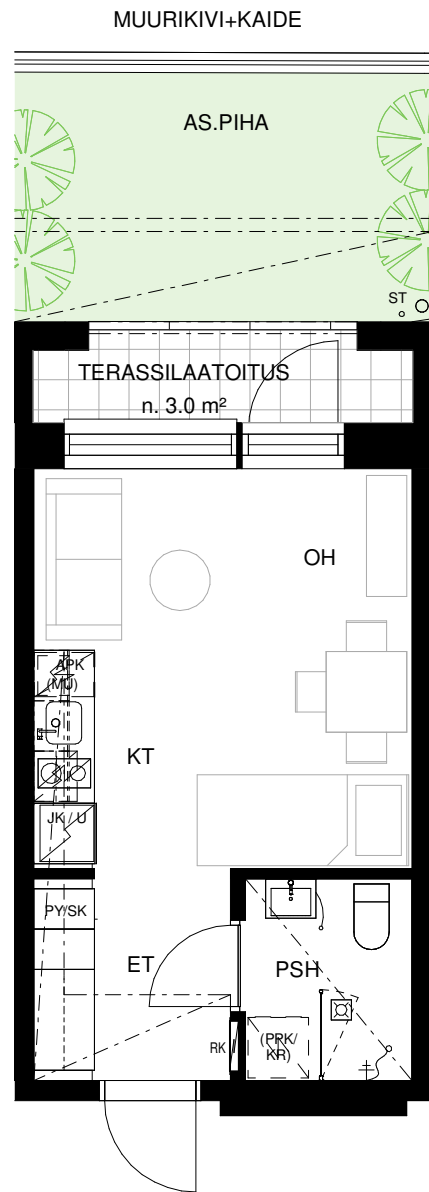 MUURIKIVI+KAIDE
AS.PIHA
ST
TERASSILAATOITUS
n. 3.0 m²
OH
APK
(MU)
KT
JK / U
PY/SK
ET
PSH
RK
(PPK/
KR)